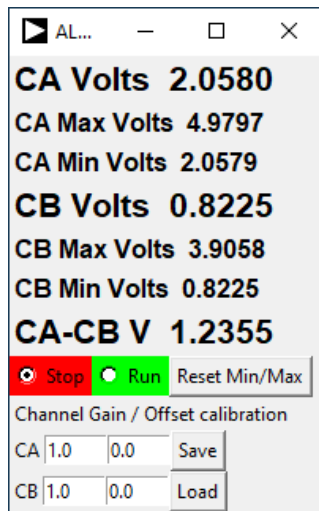 AL...
CA Volts 2.0580
CA Max Volts 4.9797
CA Min Volts 2.0579
CB Volts 0.8225
CB Max Volts 3.9058
CB Min Volts 0.8225
CA-CB V 1.2355
Stop Run Reset Min/Max
Channel Gain / Offset calibration
CA 1.0 0.0 Save
CB 1.0 0.0 Load